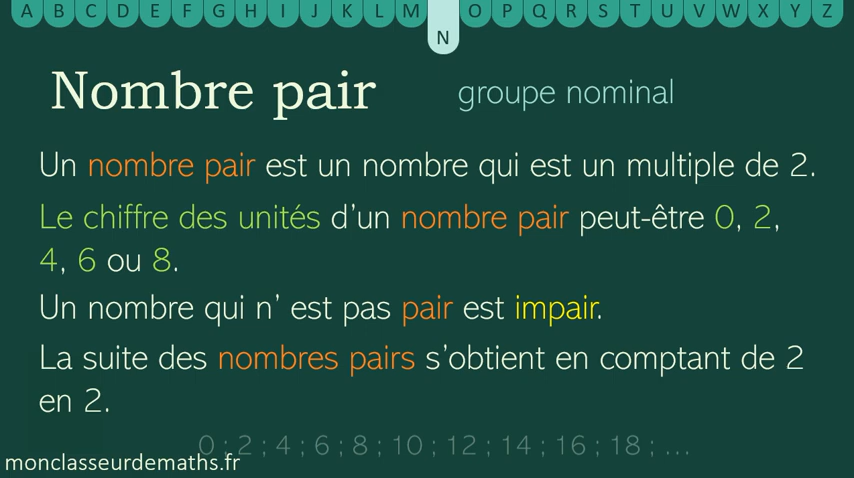 A B C D E F G H I J K L M N O P Q R S T U V W X Y Z
Nombre pair groupe nominal
Un nombre pair est un nombre qui est un multiple de 2.
Le chiffre des unités d'un nombre pair peut-être 0, 2,
4, 6 ou 8.
Un nombre qui n' est pas pair est impair.
La suite des nombres pairs s'obtient en comptant de 2
en 2.
0 ; 2 ; 4 ; 6 ; 8 ; 10 ; 12 ; 14 ; 16 ; 18 ; ...
monclasseurdemaths.fr